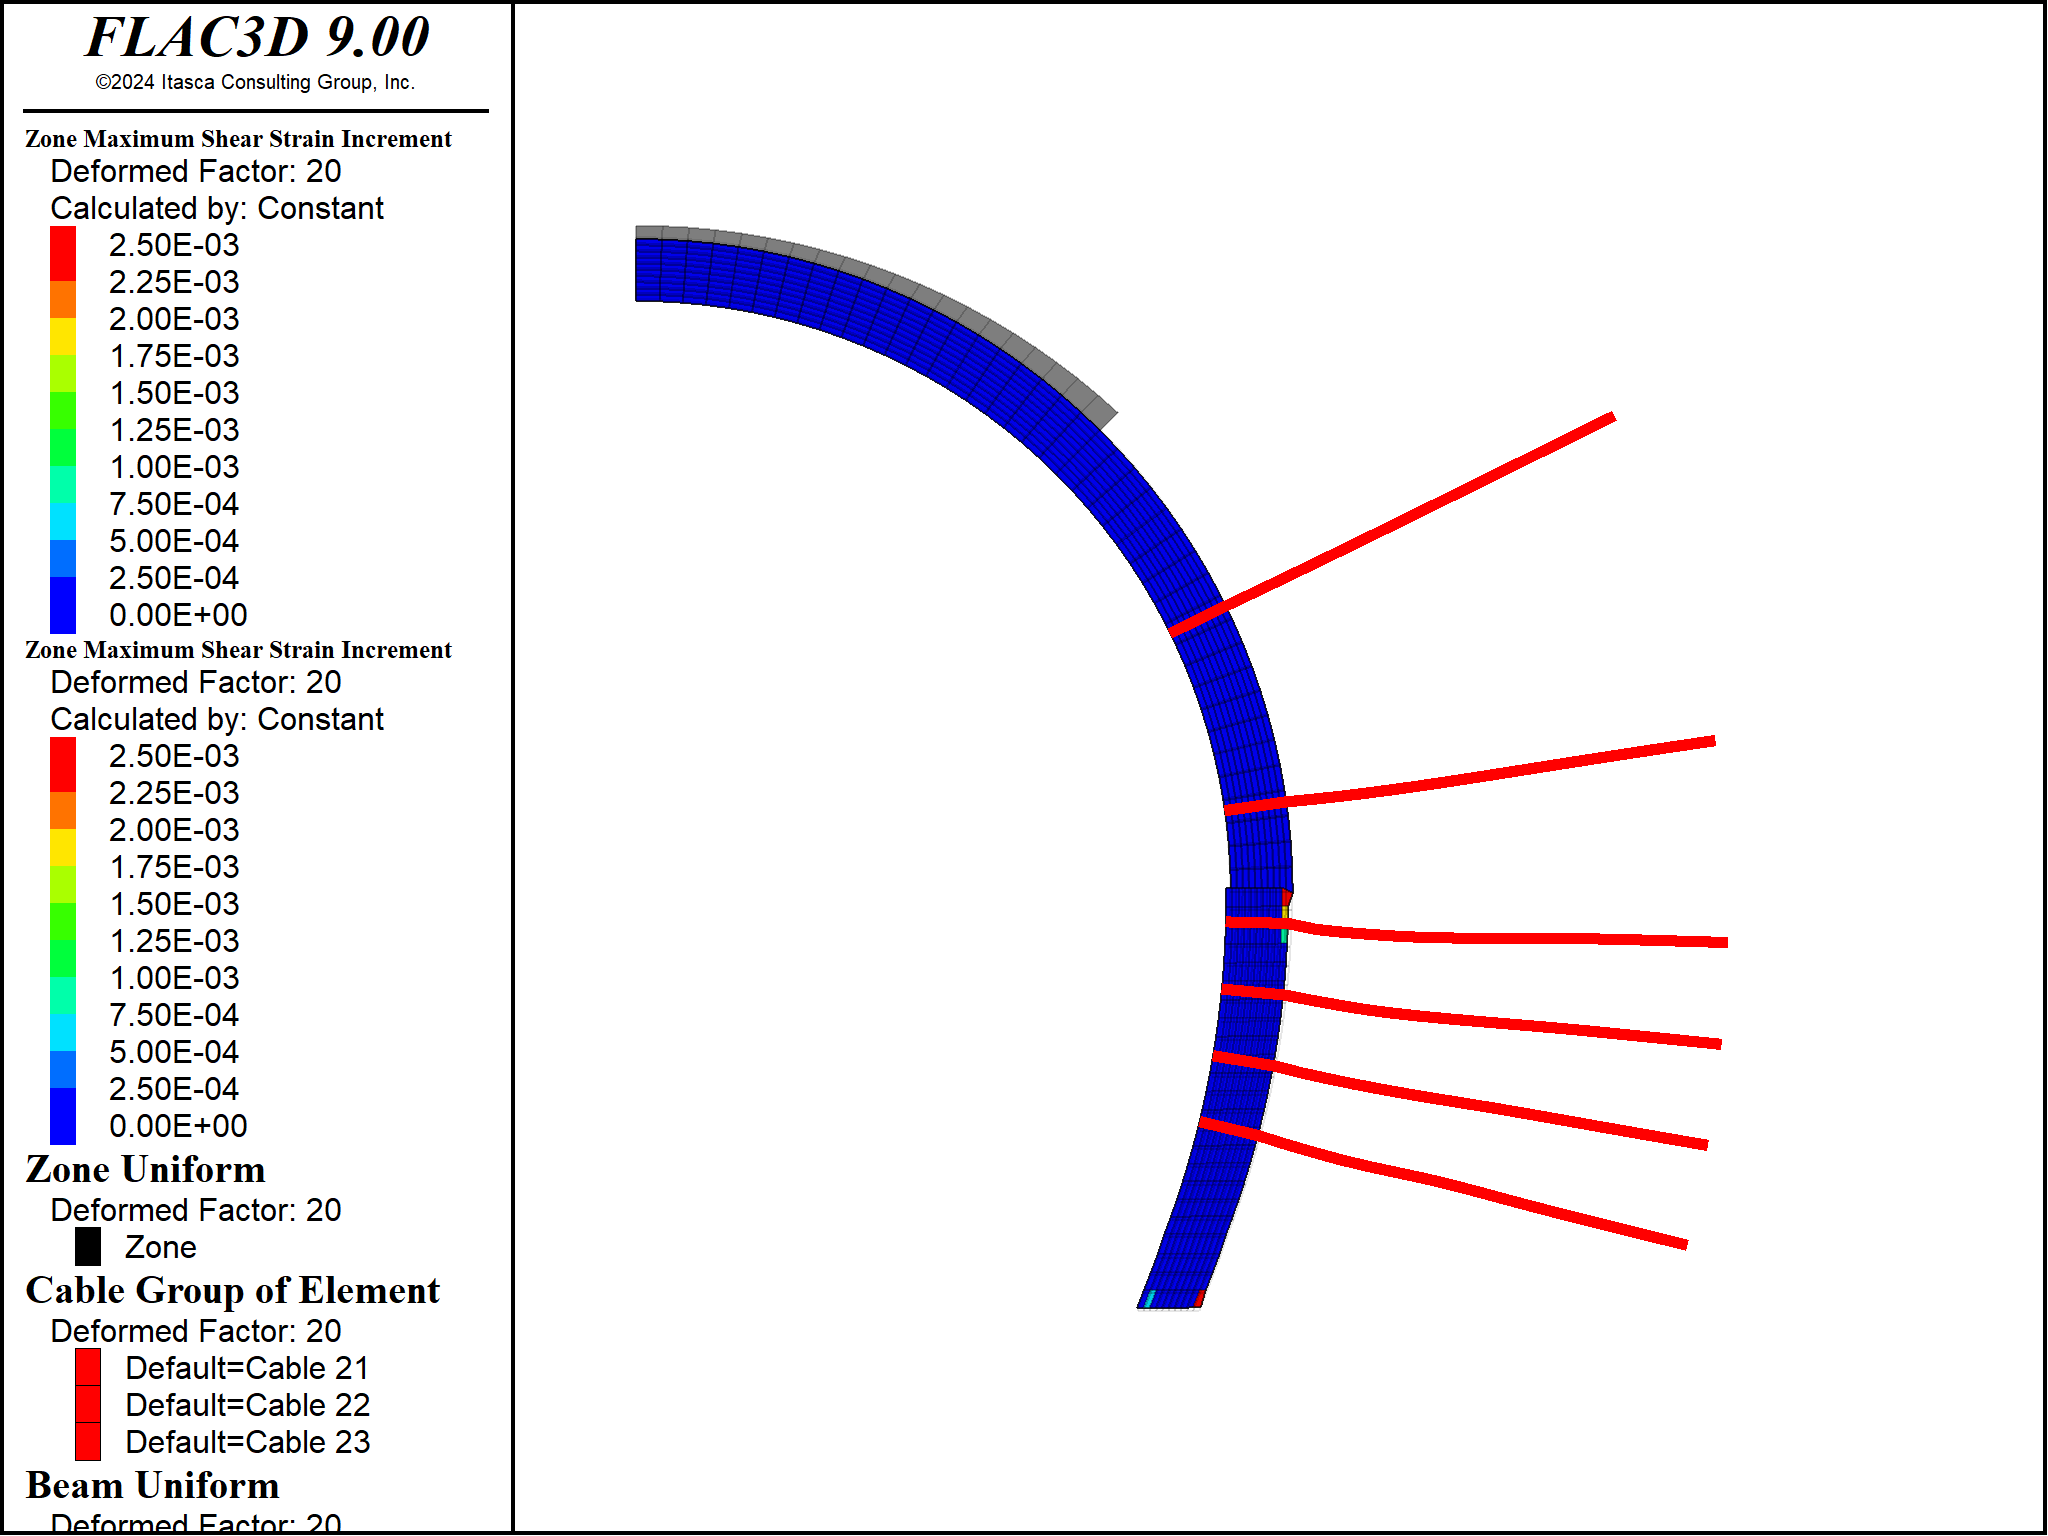 FLAC3D 9.00
©2024 Itasca Consulting Group, Inc.
Zone Maximum Shear Strain Increment
Deformed Factor: 20
Calculated by: Constant
2.50E-03
2.25E-03
2.00E-03
1.75E-03
1.50E-03
1.25E-03
1.00E-03
7.50E-04
5.00E-04
2.50E-04
0.00E+00
Zone Maximum Shear Strain Increment
Deformed Factor: 20
Calculated by: Constant
2.50E-03
2.25E-03
2.00E-03
1.75E-03
1.50E-03
1.25E-03
1.00E-03
7.50E-04
5.00E-04
2.50E-04
0.00E+00
Zone Uniform
Deformed Factor: 20
Zone
Cable Group of Element
Deformed Factor: 20
Default=Cable 21
Default=Cable 22
Default=Cable 23
Beam Uniform
Deformed Factor: 20